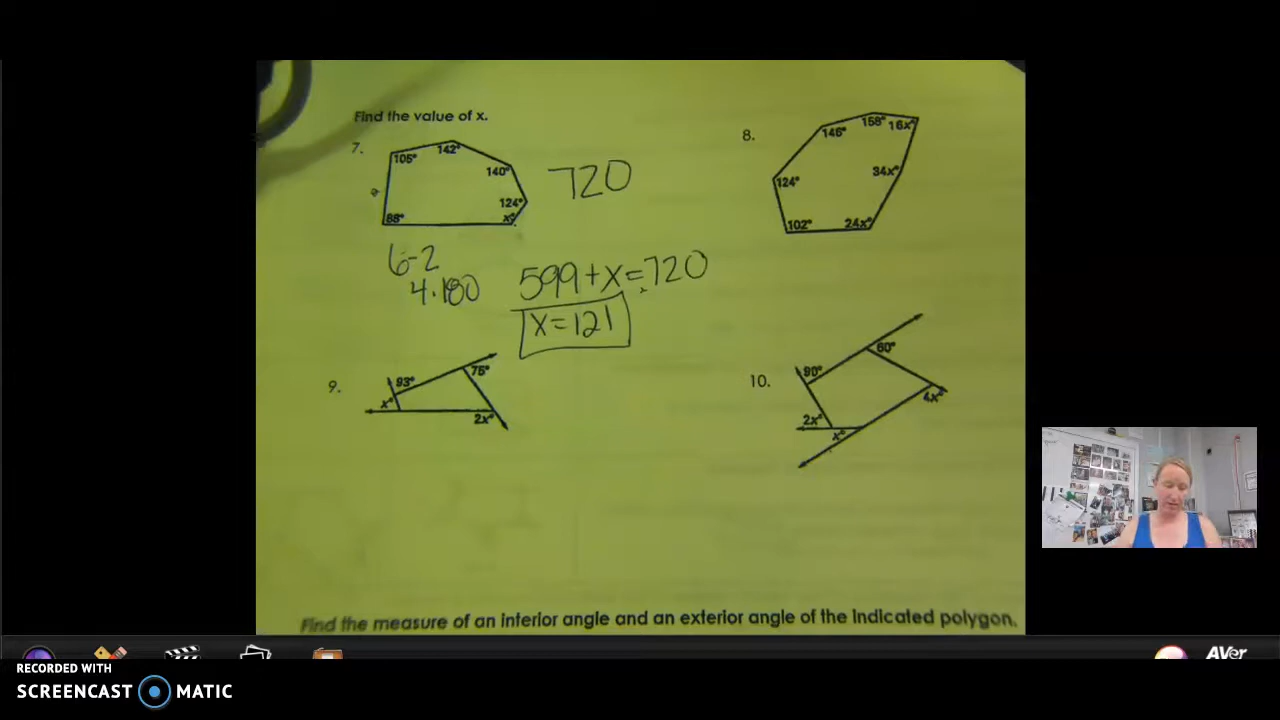 Find the value of x.
7.
105°
142°
140°
124°
x°
88°
720
6-2
4·180
599+x=720
x=121
8.
146°
158°
16x°
34x°
24x°
102°
124°
9.
93°
75°
x°
2x°
10.
90°
60°
4x°
2x°
x°
Find the measure of an interior angle and an exterior angle of the indicated polygon.
RECORDED WITH
SCREENCAST MATIC
AVer